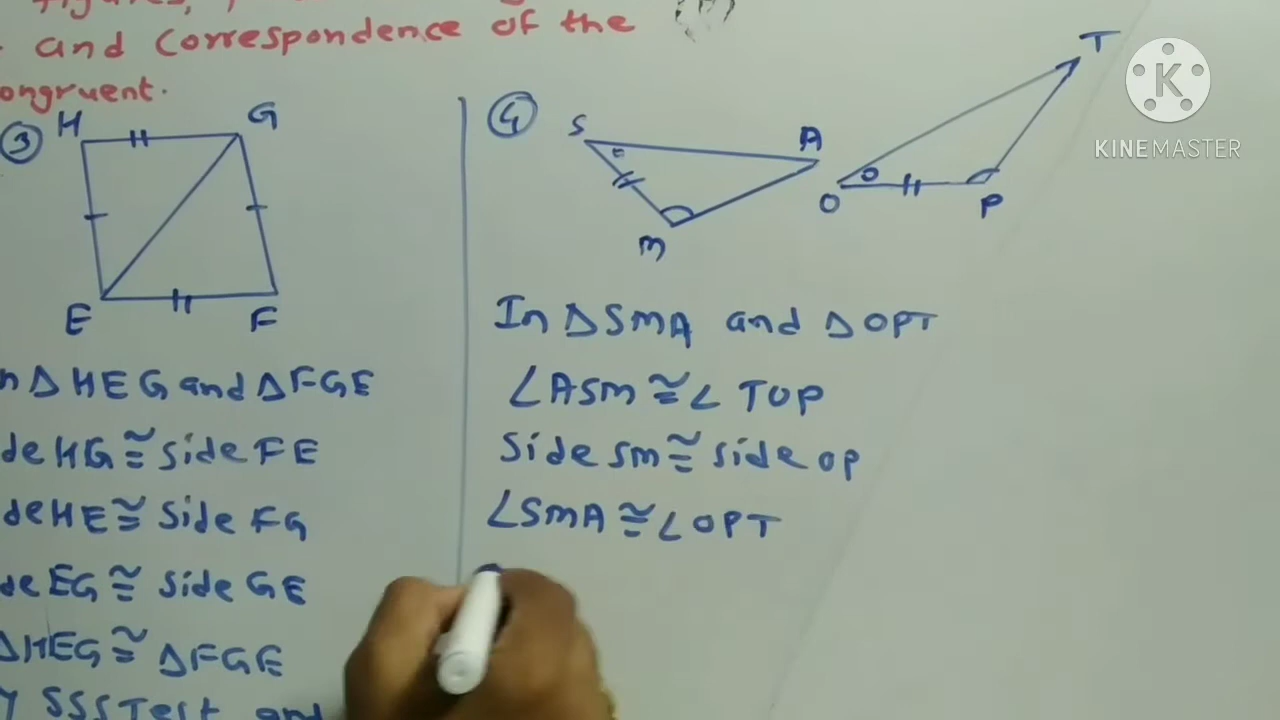 figures,
and correspondence of the
ongruent.
3
H
G
E
F
n Δ HEG and ΔFGE
de HG ≅ side FE
de HE ≅ side FG
de EG ≅ side GE
ΔHEG ≅ ΔFGE
y SSS Test and
4
S
A
M
O
P
T
In ΔSMA and ΔOPT
∠ASM ≅ ∠TOP
Side SM ≅ side OP
∠SMA ≅ ∠OPT
K
KINEMASTER